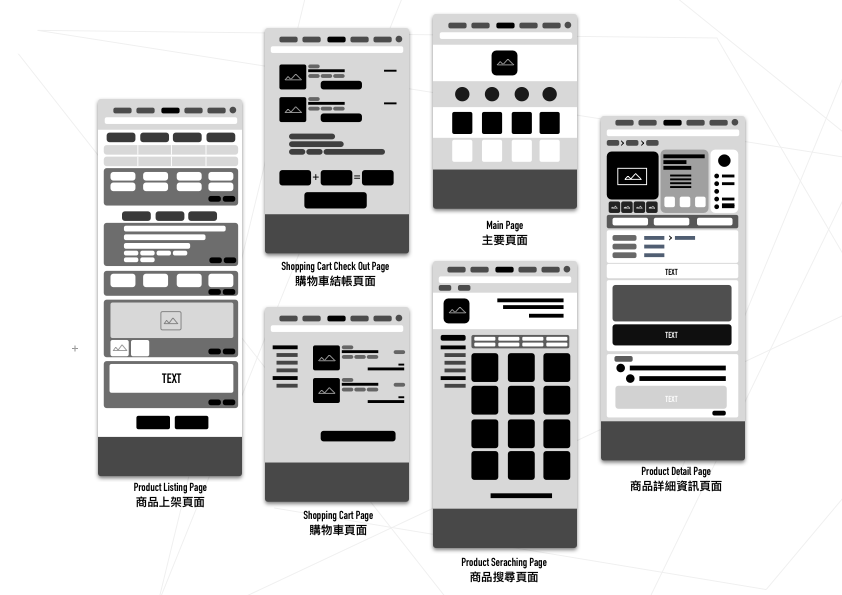 TEXT
Product Listing Page
商品上架頁面
Shopping Cart Check Out Page
購物車結帳頁面
Shopping Cart Page
購物車頁面
Main Page
主要頁面
Product Seraching Page
商品搜尋頁面
TEXT
TEXT
TEXT
Product Detail Page
商品詳細資訊頁面